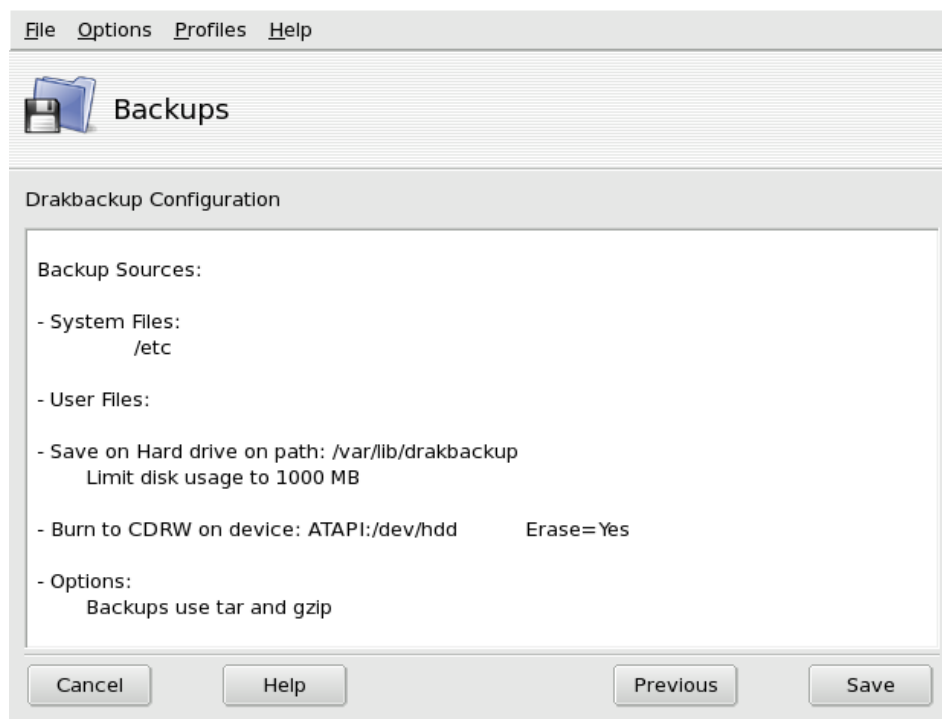 File Options Profiles Help
Backups
Drakbackup Configuration
Backup Sources:
- System Files:
/etc
- User Files:
- Save on Hard drive on path: /var/lib/drakbackup
Limit disk usage to 1000 MB
- Burn to CDRW on device: ATAPI:/dev/hdd Erase=Yes
- Options:
Backups use tar and gzip
Cancel Help Previous Save